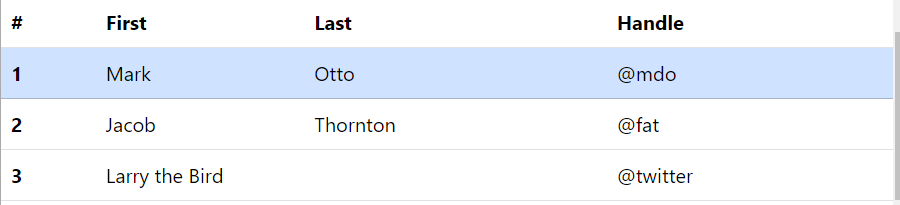 # First Last Handle
1 Mark Otto @mdo
2 Jacob Thornton @fat
3 Larry the Bird @twitter